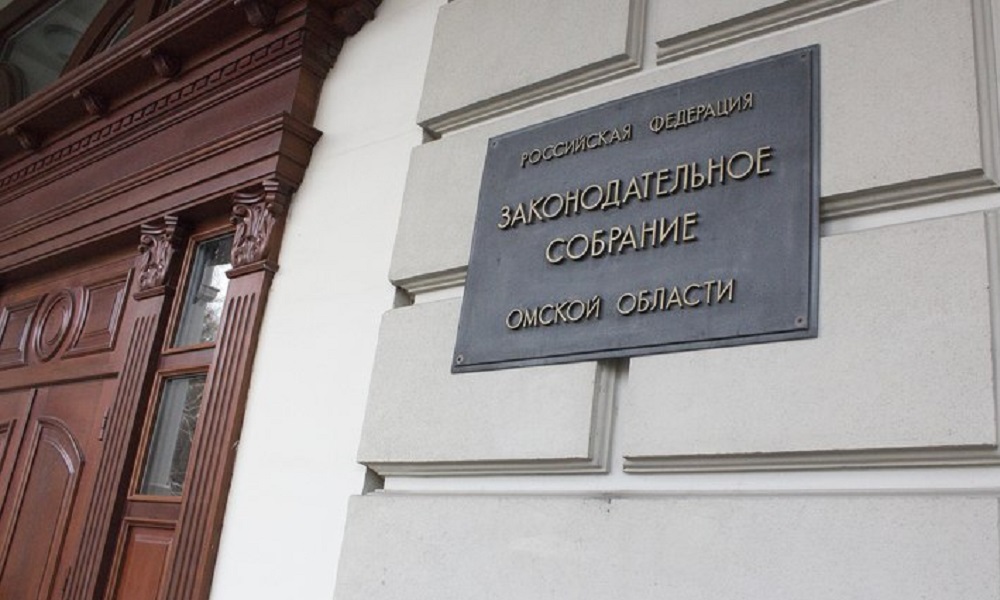 РОССИЙСКАЯ ФЕДЕРАЦИЯ
ЗАКОНОДАТЕЛЬНОЕ
СОБРАНИЕ
ОМСКОЙ ОБЛАСТИ